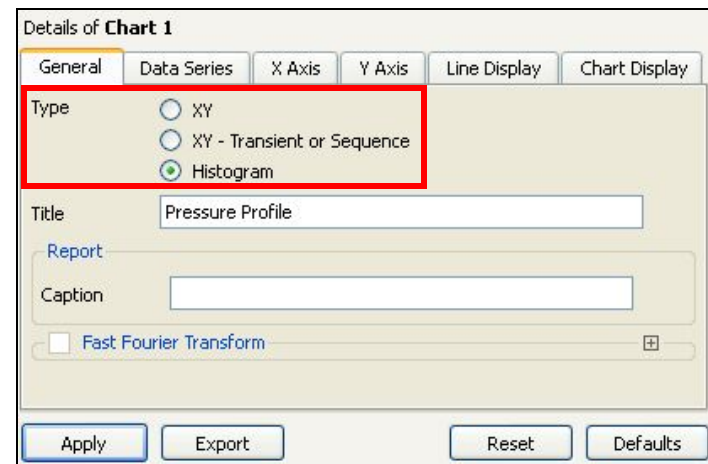 Details of Chart 1
General Data Series X Axis Y Axis Line Display Chart Display
Type
XY
XY - Transient or Sequence
Histogram
Title Pressure Profile
Report
Caption
Fast Fourier Transform
Apply Export Reset Defaults